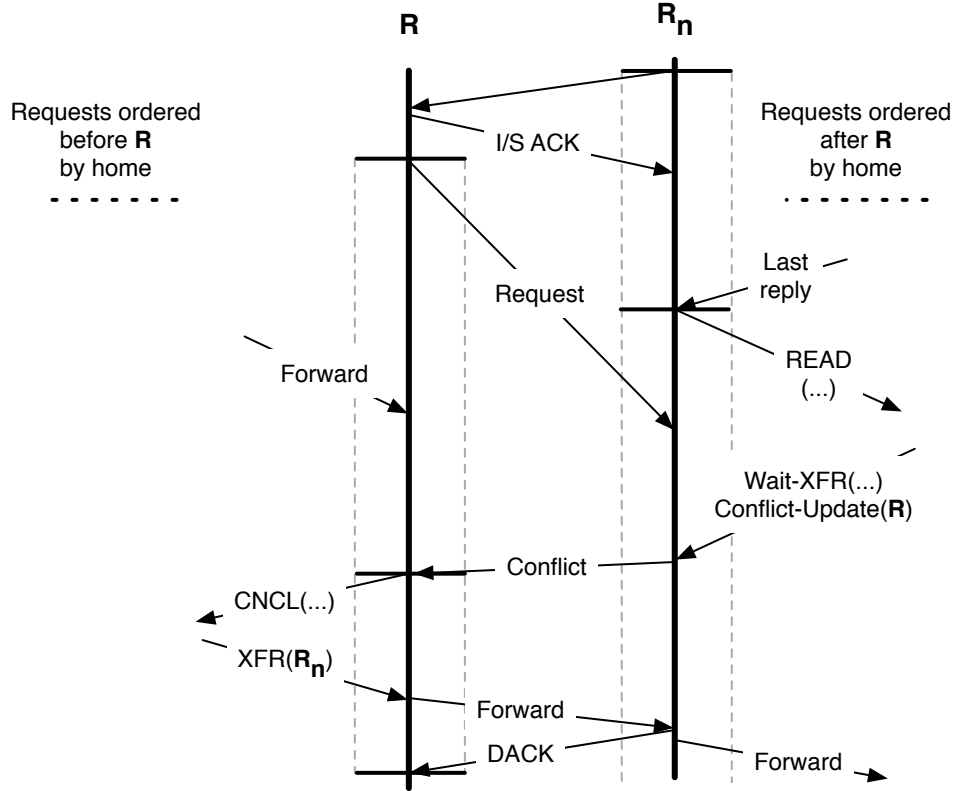 R
Rn
Requests ordered
before R
by home
Requests ordered
after R
by home
I/S ACK
Last
reply
Request
READ
(...)
Forward
Wait-XFR(...)
Conflict-Update(R)
Conflict
CNCL(...)
XFR(Rn)
Forward
DACK
Forward